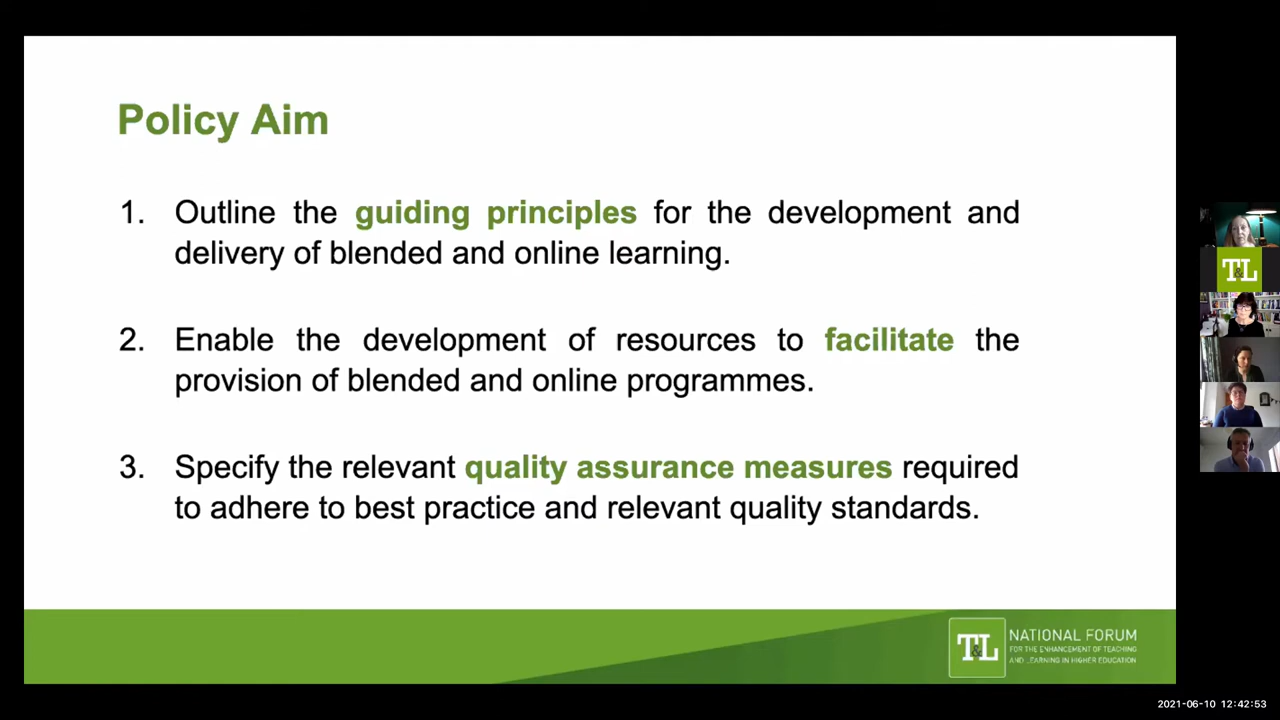 Policy Aim
1. Outline the guiding principles for the development and
delivery of blended and online learning.
2. Enable the development of resources to facilitate the
provision of blended and online programmes.
3. Specify the relevant quality assurance measures required
to adhere to best practice and relevant quality standards.
T&L
T&L
NATIONAL FORUM
FOR THE ENHANCEMENT OF TEACHING
AND LEARNING IN HIGHER EDUCATION
2021-06-10 12:42:53